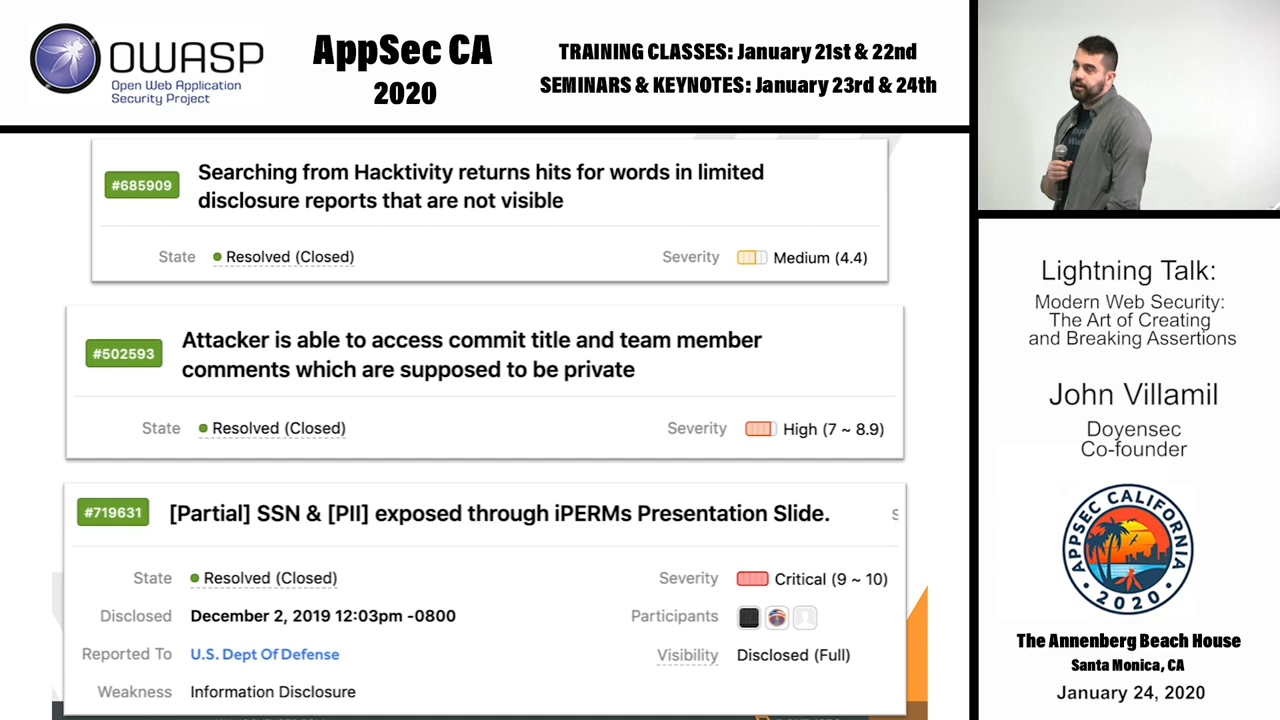 OWASP
Open Web Application
Security Project
AppSec CA
2020
TRAINING CLASSES: January 21st & 22nd
SEMINARS & KEYNOTES: January 23rd & 24th
#685909
Searching from Hacktivity returns hits for words in limited
disclosure reports that are not visible
State Resolved (Closed) Severity Medium (4.4)
#502593
Attacker is able to access commit title and team member
comments which are supposed to be private
State Resolved (Closed) Severity High (7 ~ 8.9)
#719631 [Partial] SSN & [PII] exposed through iPERMs Presentation Slide.
State Resolved (Closed) Severity Critical (9 ~ 10)
Disclosed December 2, 2019 12:03pm -0800 Participants
Reported To U.S. Dept Of Defense Visibility Disclosed (Full)
Weakness Information Disclosure
Lightning Talk:
Modern Web Security:
The Art of Creating
and Breaking Assertions
John Villamil
Doyensec
Co-founder
APPSEC CALIFORNIA
• 2020 •
The Annenberg Beach House
Santa Monica, CA
January 24, 2020